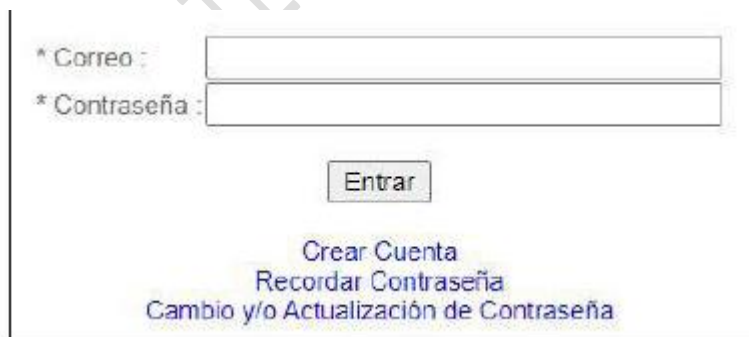 * Correo :
* Contraseña :
Entrar
Crear Cuenta
Recordar Contraseña
Cambio y/o Actualización de Contraseña